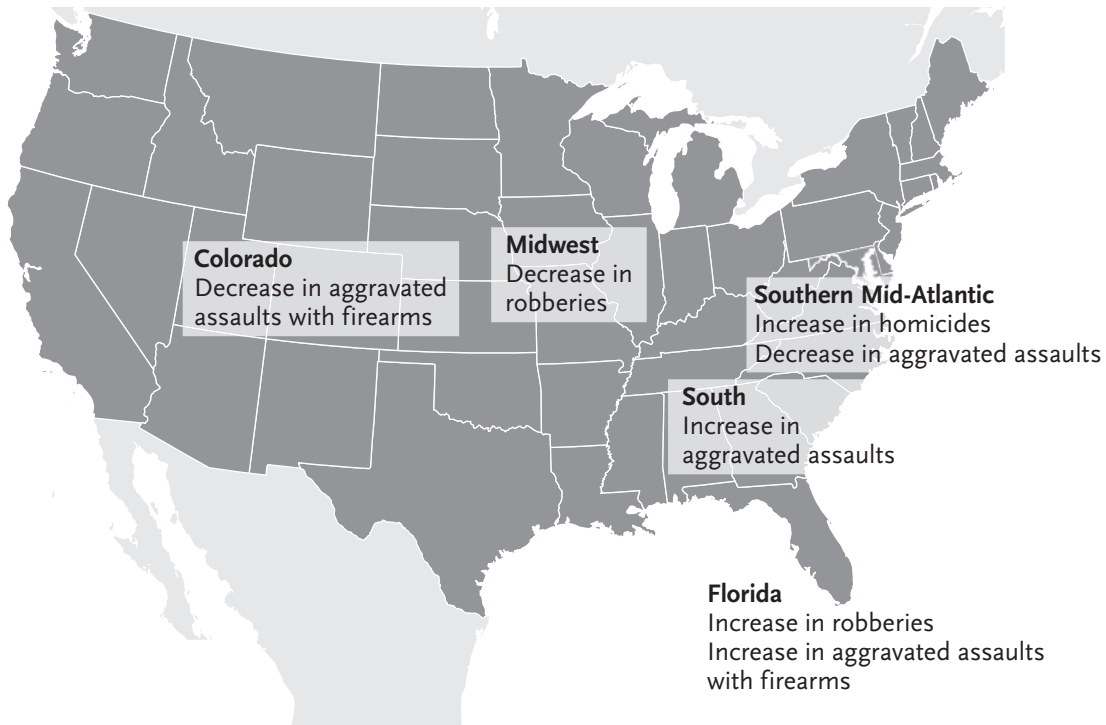 Colorado
Decrease in aggravated
assaults with firearms
Midwest
Decrease in
robberies
Southern Mid-Atlantic
Increase in homicides
Decrease in aggravated assaults
South
Increase in
aggravated assaults
Florida
Increase in robberies
Increase in aggravated assaults
with firearms